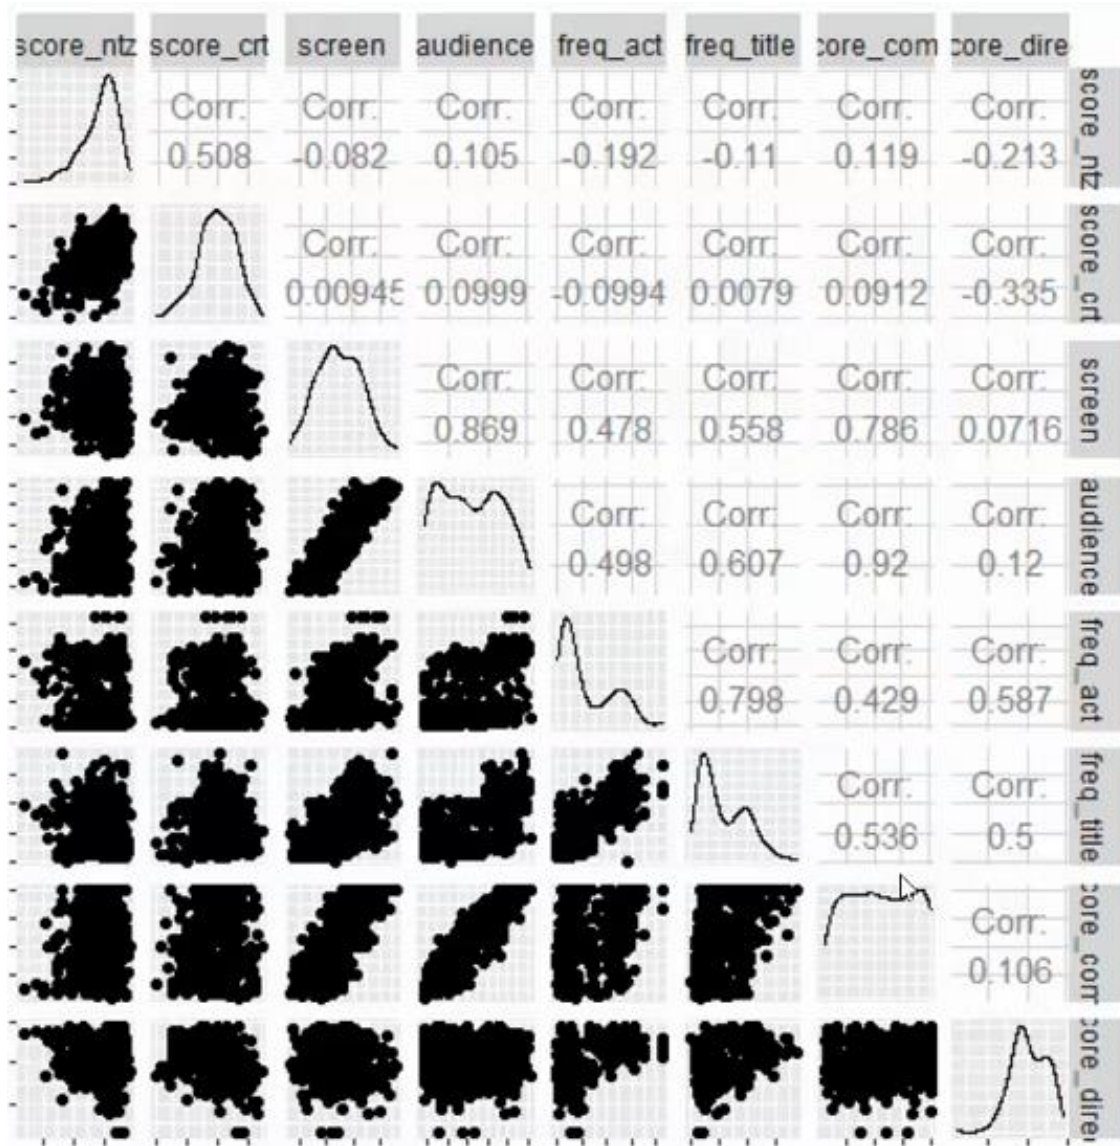 score_ntz score_crt screen audience freq_act freq_title core_com core_dire
Corr: Corr: Corr: Corr: Corr: Corr: Corr:
0.508 -0.082 0.105 -0.192 -0.11 0.119 -0.213
score_ntz
Corr: Corr: Corr: Corr: Corr: Corr:
0.00945 0.0999 -0.0994 0.0079 0.0912 -0.335
score_crt
Corr: Corr: Corr: Corr: Corr:
0.869 0.478 0.558 0.786 0.0716
screen
Corr: Corr: Corr: Corr:
0.498 0.607 0.92 0.12
audience
Corr: Corr: Corr:
0.798 0.429 0.587
freq_act
Corr: Corr:
0.536 0.5
freq_title
Corr:
0.106
core_com
core_dire